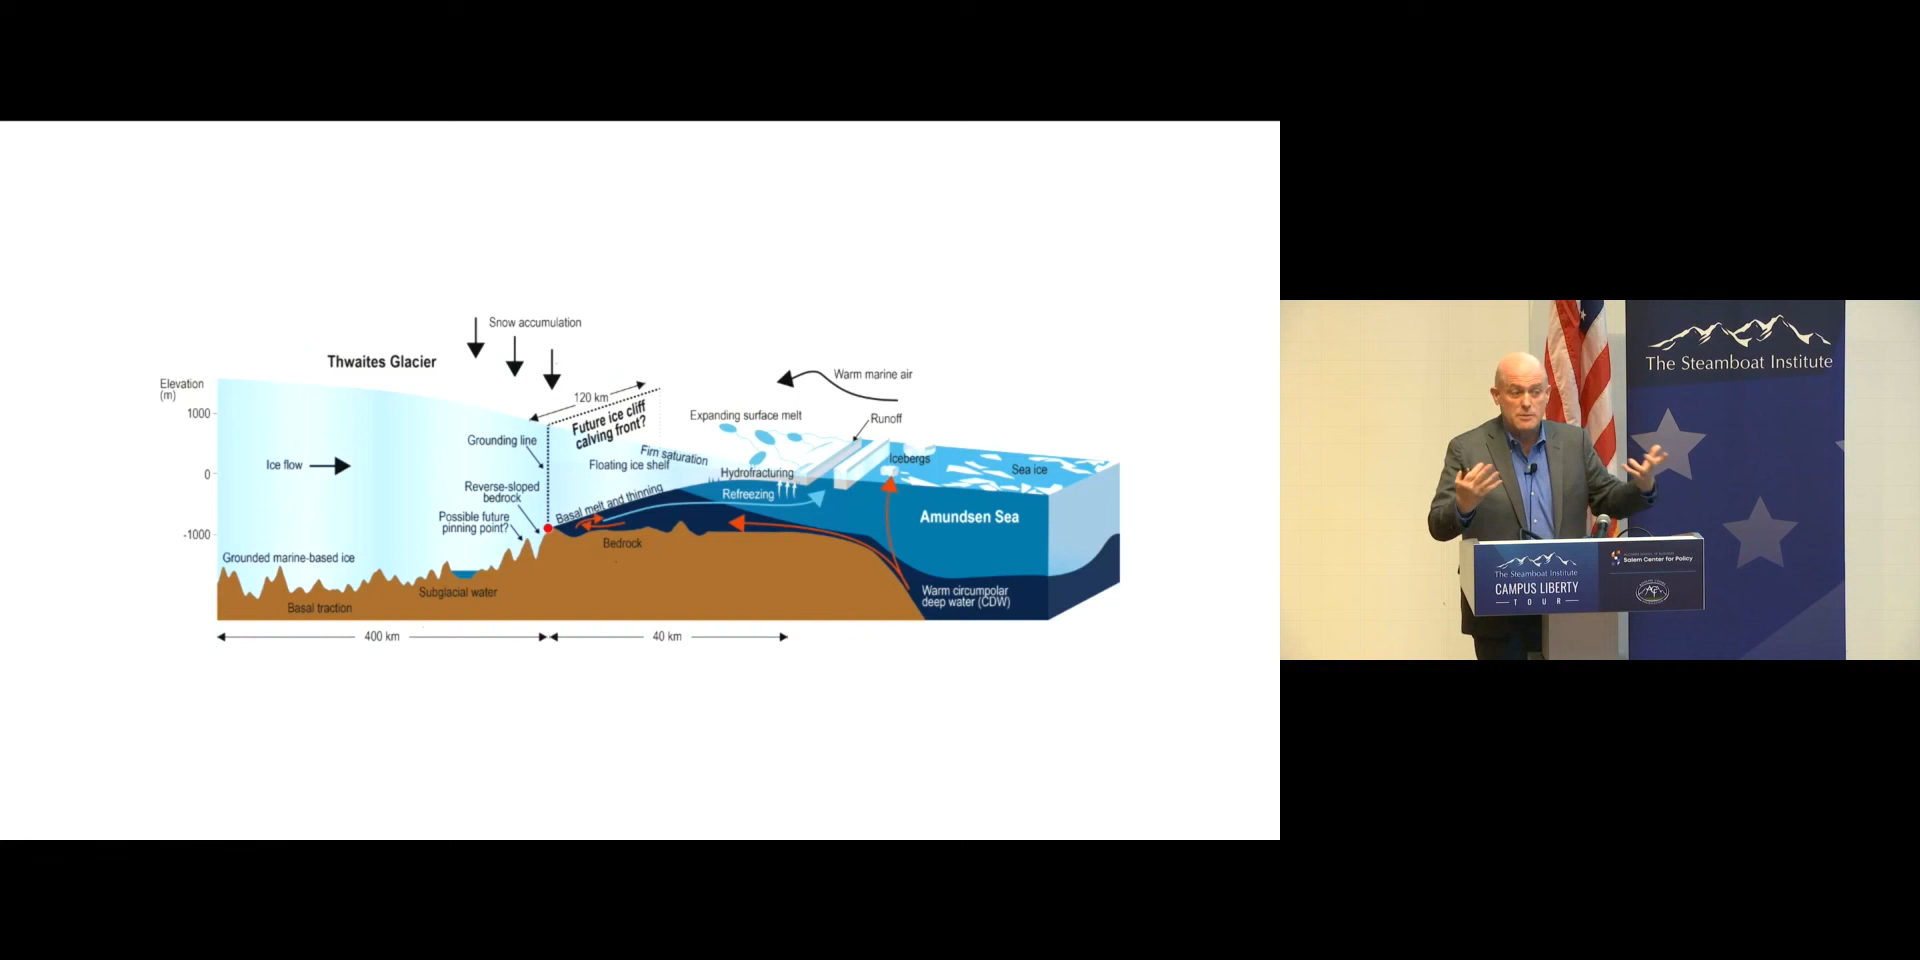 Snow accumulation
Thwaites Glacier
Elevation
(m)
1000
0
-1000
120 km
Future ice cliff
calving front?
Warm marine air
Expanding surface melt
Runoff
Grounding line
Firn saturation
Floating ice shelf
Hydrofracturing
Icebergs
Sea ice
Ice flow
Reverse-sloped
bedrock
Basal melt and thinning
Refreezing
Possible future
pinning point?
Amundsen Sea
Bedrock
Grounded marine-based ice
Subglacial water
Basal traction
Warm circumpolar
deep water (CDW)
400 km
40 km
The Steamboat Institute
The Steamboat Institute
CAMPUS LIBERTY
TOUR
Salem Center for Policy